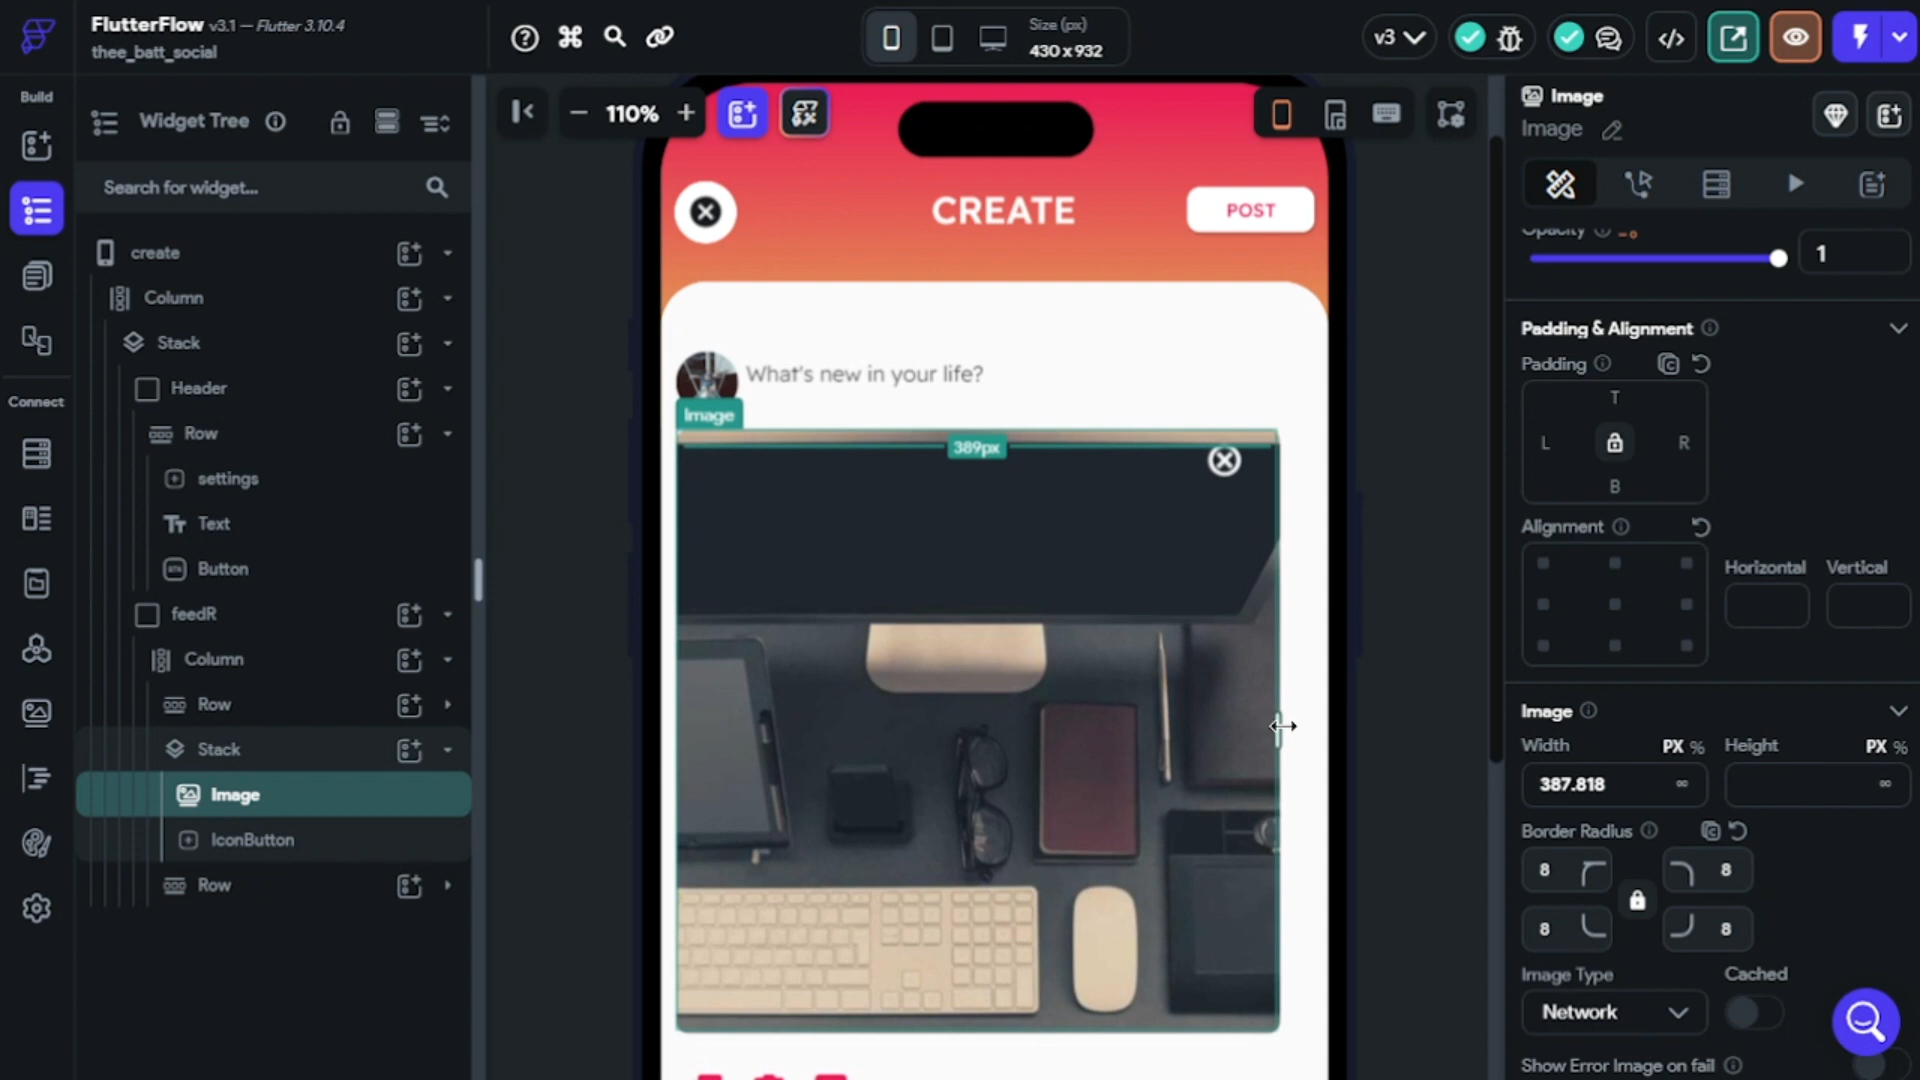 FlutterFlow v3.1 — Flutter 3.10.4
thee_batt_social
Size (px)
430 x 932
v3
Build
Connect
Widget Tree
Search for widget...
create
Column
Stack
Header
Row
settings
Text
Button
feedR
Column
Row
Stack
Image
IconButton
Row
110%
CREATE
POST
What's new in your life?
Image
389px
Image
Image
Opacity
1
Padding & Alignment
Padding
T
L
R
B
Alignment
Horizontal
Vertical
Image
Width
PX %
Height
PX %
387.818
∞
∞
Border Radius
8
8
8
8
Image Type
Cached
Network
Show Error Image on fail